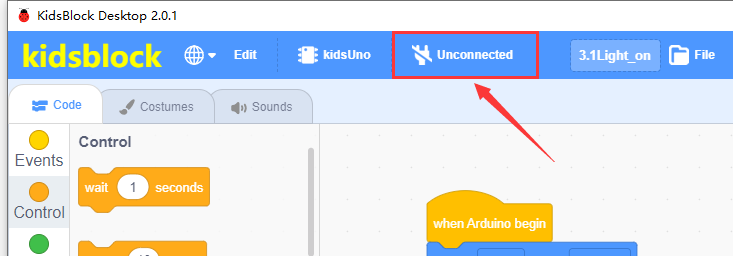 KidsBlock Desktop 2.0.1
kidsblock Edit kidsUno Unconnected 3.1Light_on File
Code Costumes Sounds
Events
Control
Control
wait 1 seconds
when Arduino begin